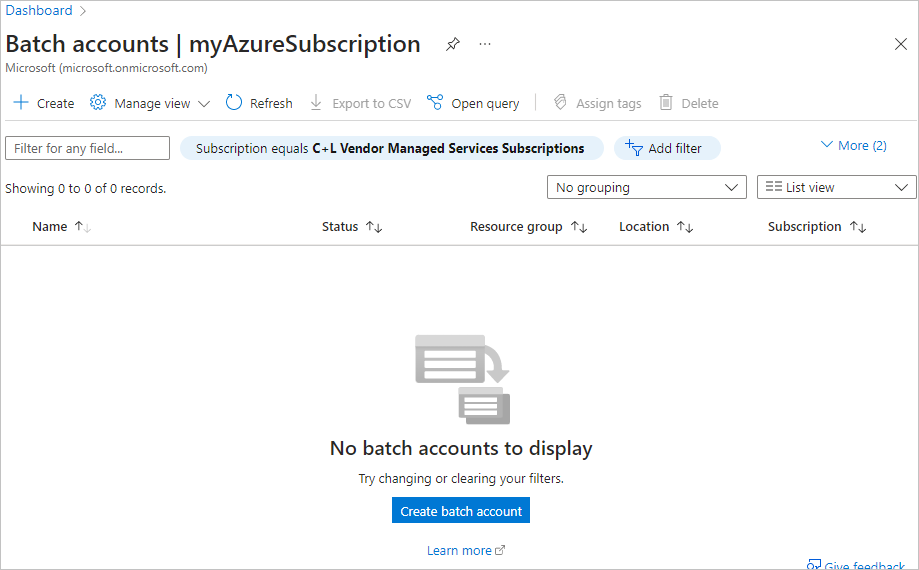 Dashboard
Batch accounts | myAzureSubscription
Microsoft (microsoft.onmicrosoft.com)
Create Manage view Refresh Export to CSV Open query Assign tags Delete
Filter for any field... Subscription equals C+L Vendor Managed Services Subscriptions Add filter More (2)
Showing 0 to 0 of 0 records. No grouping List view
Name Status Resource group Location Subscription
No batch accounts to display
Try changing or clearing your filters.
Create batch account
Learn more
Give feedback